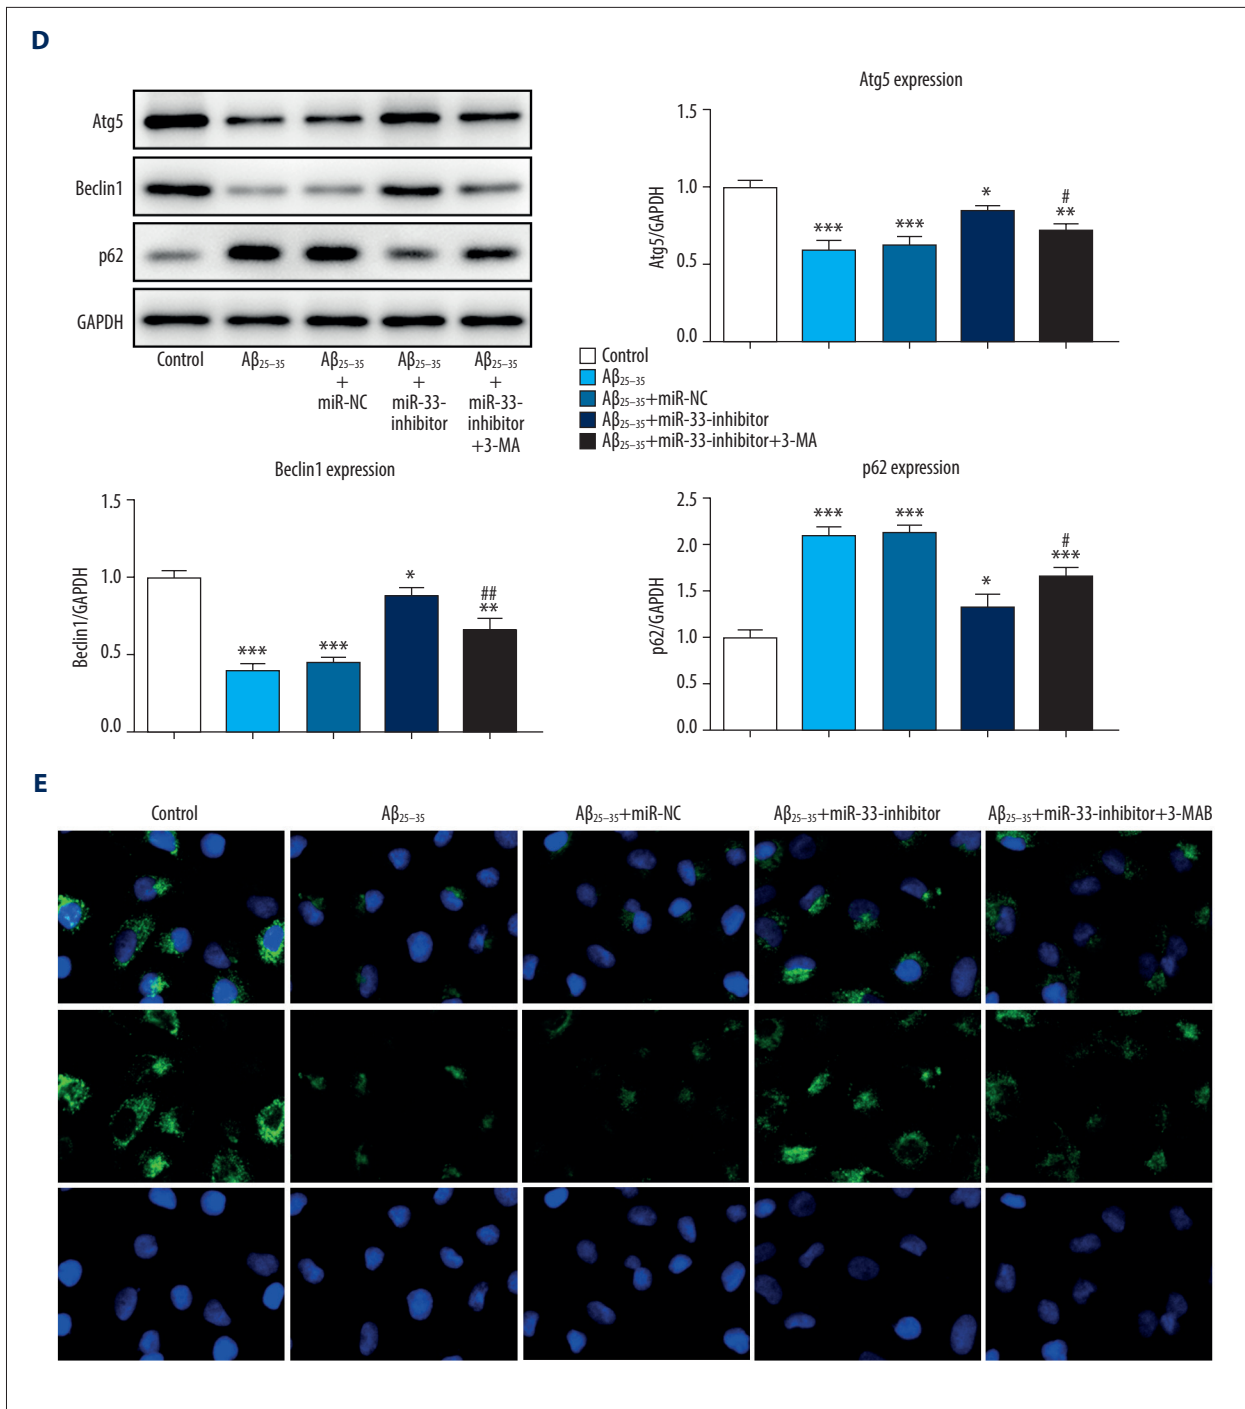 D
Atg5
Beclin1
p62
GAPDH
Control Aβ25–35 Aβ25–35 Aβ25–35 Aβ25–35
+ + +
miR-NC miR-33- miR-33-
inhibitor inhibitor
+3-MA
Atg5 expression
1.5
1.0
0.5
0.0
Atg5/GAPDH
*** *** * # **
Control
Aβ25–35
Aβ25–35+miR-NC
Aβ25–35+miR-33-inhibitor
Aβ25–35+miR-33-inhibitor+3-MA
Beclin1 expression
1.5
1.0
0.5
0.0
Beclin1/GAPDH
*** *** * ## **
p62 expression
2.5
2.0
1.5
1.0
0.5
0.0
p62/GAPDH
*** *** * # ***
E
Control Aβ25–35 Aβ25–35+miR-NC Aβ25–35+miR-33-inhibitor Aβ25–35+miR-33-inhibitor+3-MAB